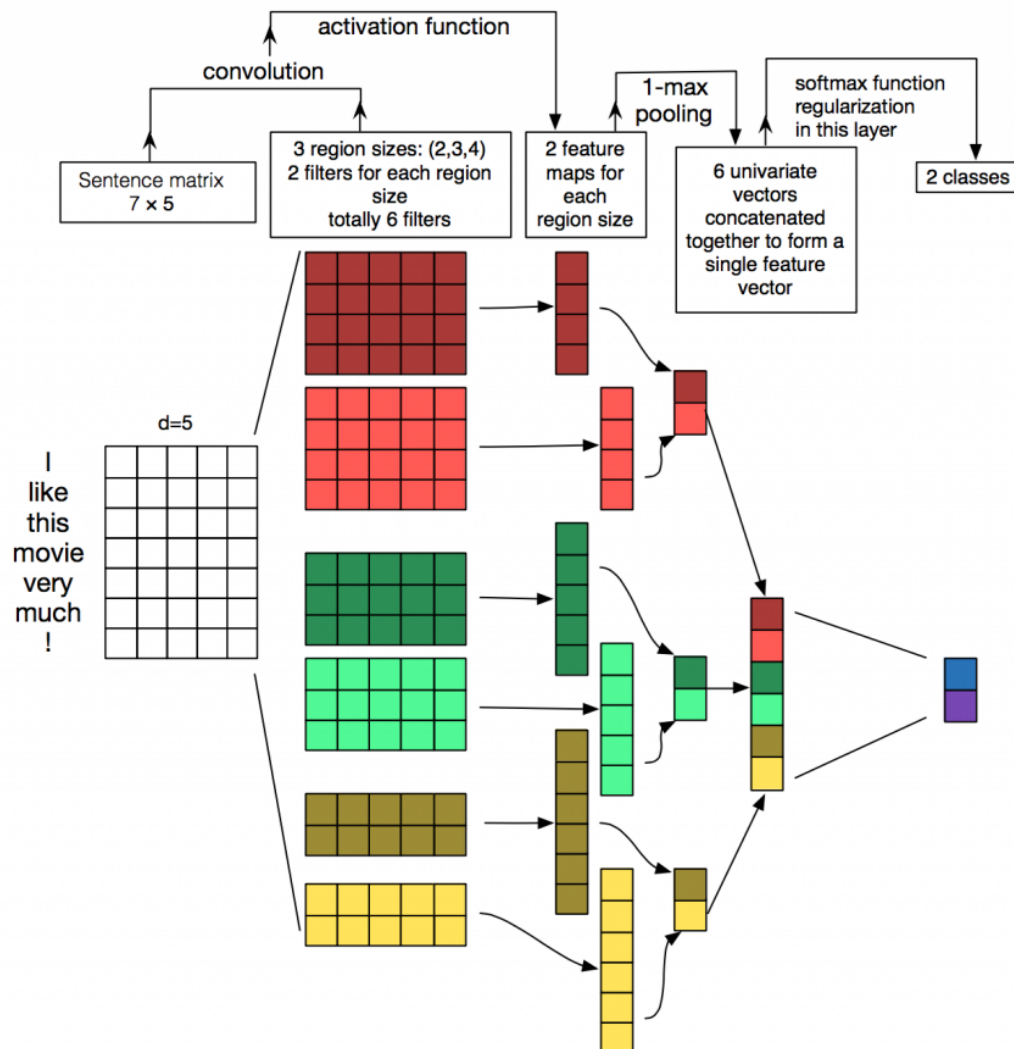 activation function
convolution
1-max
pooling
softmax function
regularization
in this layer
Sentence matrix
7 × 5
3 region sizes: (2,3,4)
2 filters for each region
size
totally 6 filters
2 feature
maps for
each
region size
6 univariate
vectors
concatenated
together to form a
single feature
vector
2 classes
d=5
I
like
this
movie
very
much
!